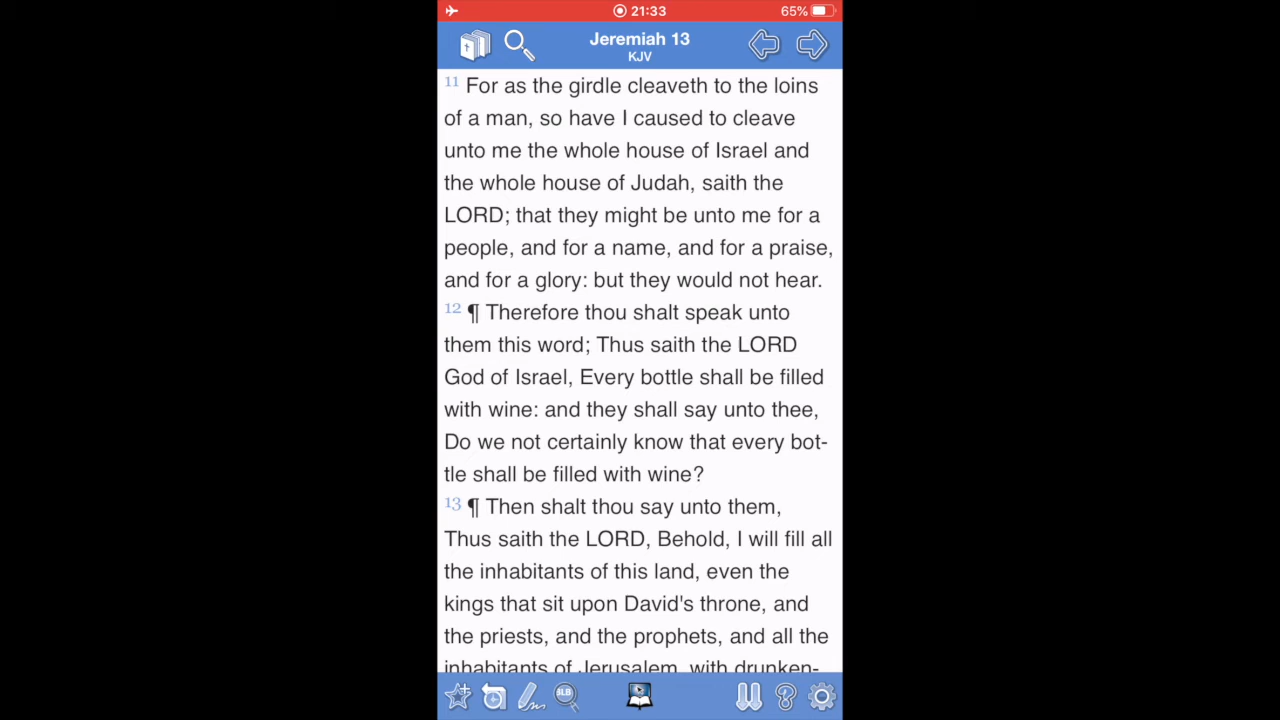 21:33
65%
Jeremiah 13
KJV
11 For as the girdle cleaveth to the loins
of a man, so have I caused to cleave
unto me the whole house of Israel and
the whole house of Judah, saith the
LORD; that they might be unto me for a
people, and for a name, and for a praise,
and for a glory: but they would not hear.
12 ¶ Therefore thou shalt speak unto
them this word; Thus saith the LORD
God of Israel, Every bottle shall be filled
with wine: and they shall say unto thee,
Do we not certainly know that every bot-
tle shall be filled with wine?
13 ¶ Then shalt thou say unto them,
Thus saith the LORD, Behold, I will fill all
the inhabitants of this land, even the
kings that sit upon David's throne, and
the priests, and the prophets, and all the
inhabitants of Jerusalem, with drunken-
BLB